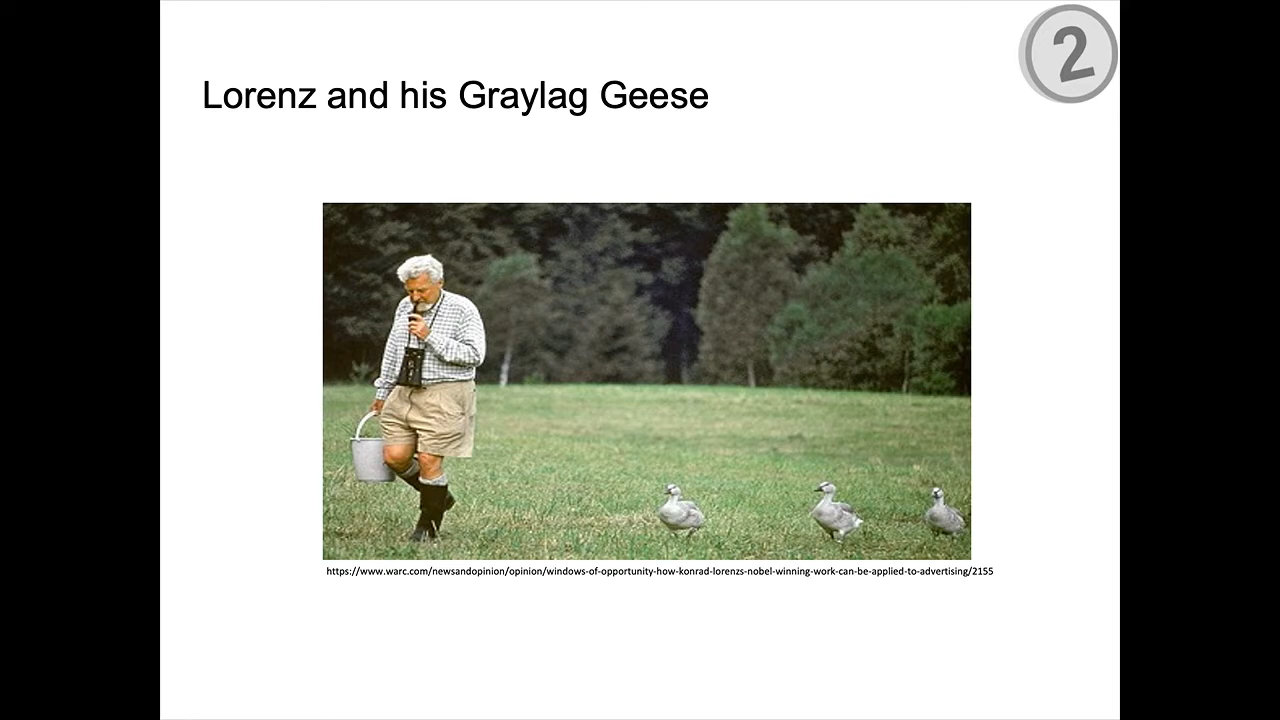 2
Lorenz and his Graylag Geese
https://www.warc.com/newsandopinion/opinion/windows-of-opportunity-how-konrad-lorenzs-nobel-winning-work-can-be-applied-to-advertising/2155